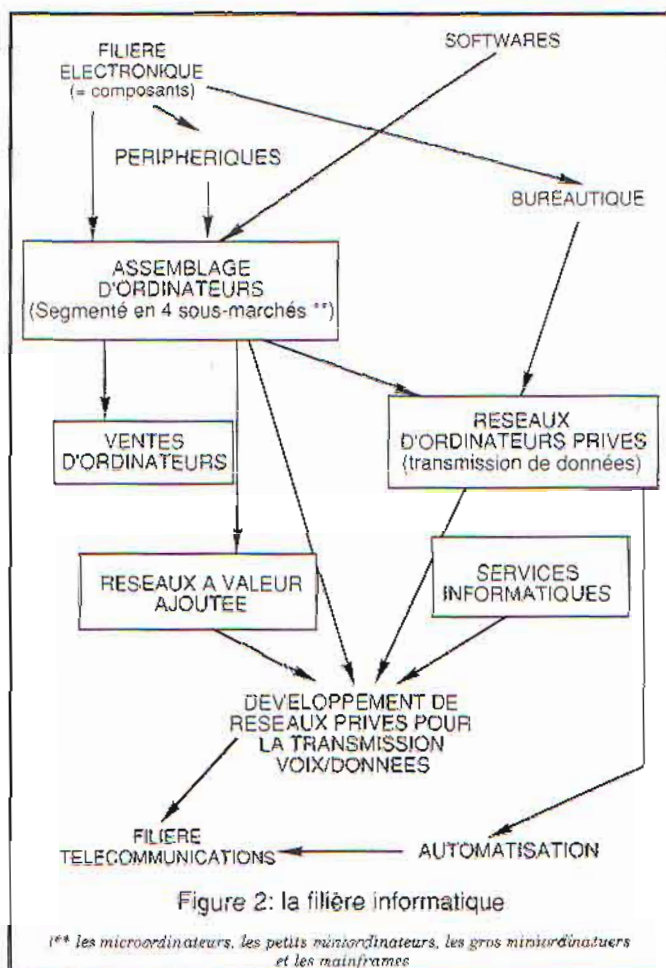 FILIERE
ELECTRONIQUE
(= composants)
SOFTWARES
PERIPHERIQUES
BUREAUTIQUE
ASSEMBLAGE
D'ORDINATEURS
(Segmenté en 4 sous-marchés **)
VENTES
D'ORDINATEURS
RESEAUX
D'ORDINATEURS PRIVES
(transmission de données)
RESEAUX A VALEUR
AJOUTEE
SERVICES
INFORMATIQUES
DEVELOPPEMENT DE
RESEAUX PRIVES POUR
LA TRANSMISSION
VOIX/DONNEES
FILIERE
TELECOMMUNICATIONS
AUTOMATISATION
Figure 2: la filière informatique
(** les microordinateurs, les petits miniordinateurs, les gros miniordinatuers
et les mainframes